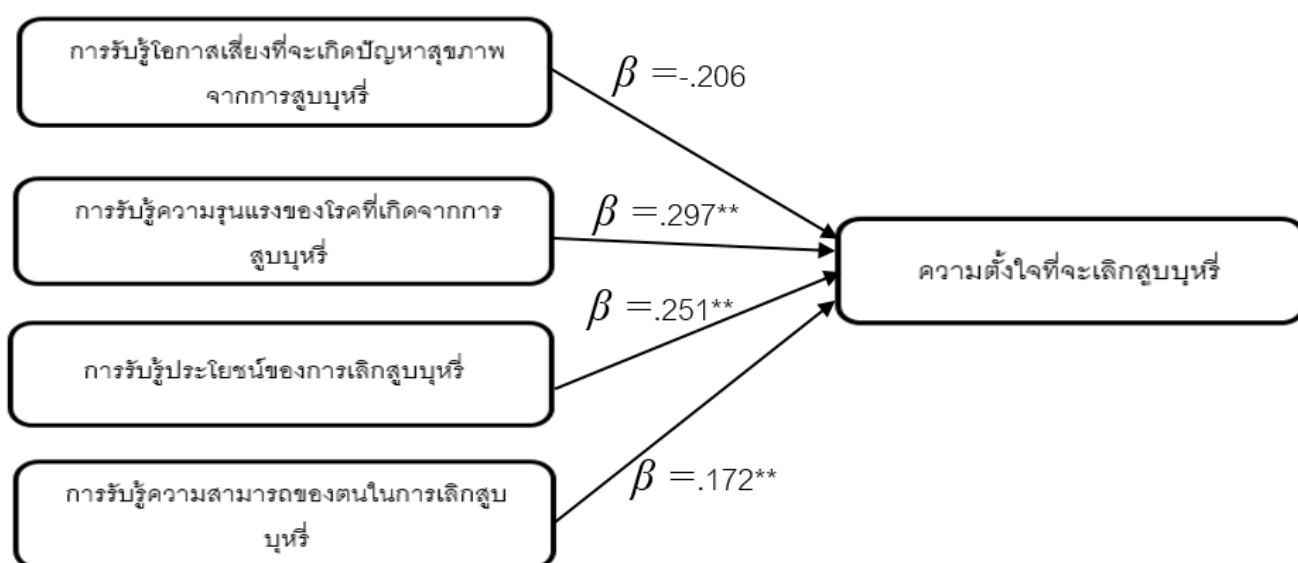 การรับรู้โอกาสเสี่ยงที่จะเกิดปัญหาสุขภาพ
จากการสูบบุหรี่
β =-.206
การรับรู้ความรุนแรงของโรคที่เกิดจากการ
สูบบุหรี่
β =.297**
ความตั้งใจที่จะเลิกสูบบุหรี่
β =.251**
การรับรู้ประโยชน์ของการเลิกสูบบุหรี่
การรับรู้ความสามารถของตนในการเลิกสูบ
บุหรี่
β =.172**